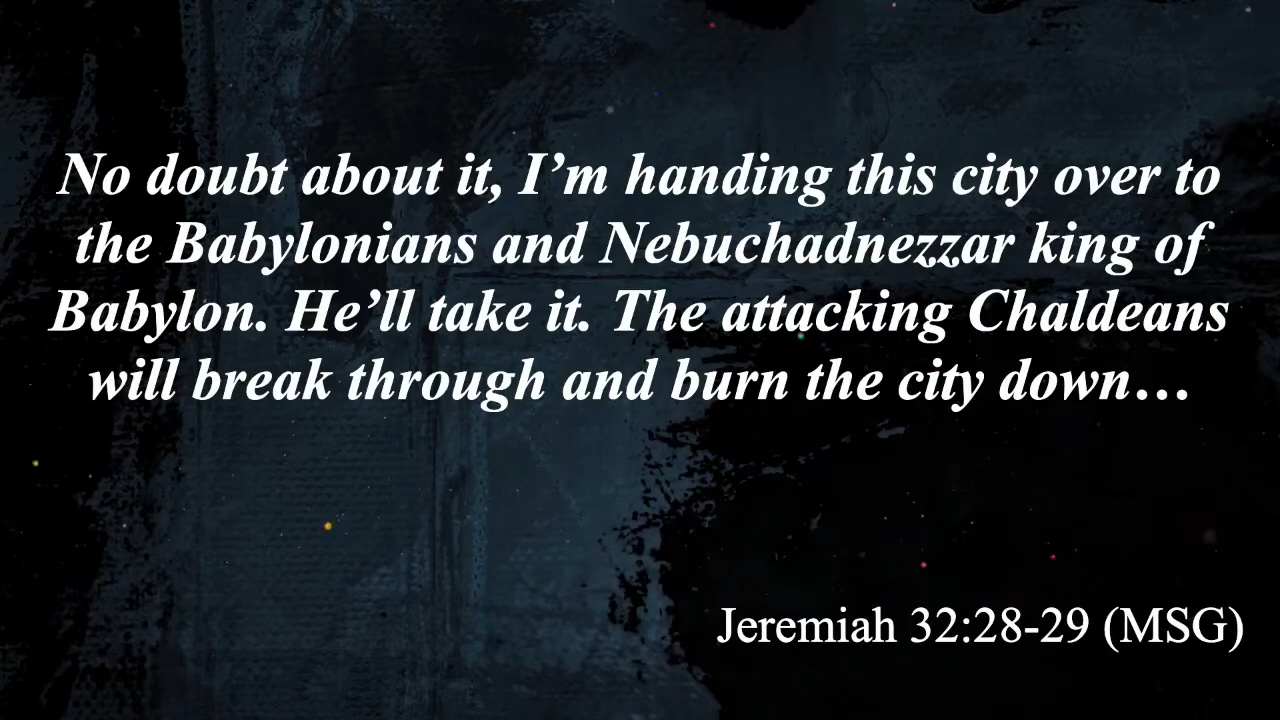 No doubt about it, I’m handing this city over to
the Babylonians and Nebuchadnezzar king of
Babylon. He’ll take it. The attacking Chaldeans
will break through and burn the city down…
Jeremiah 32:28-29 (MSG)